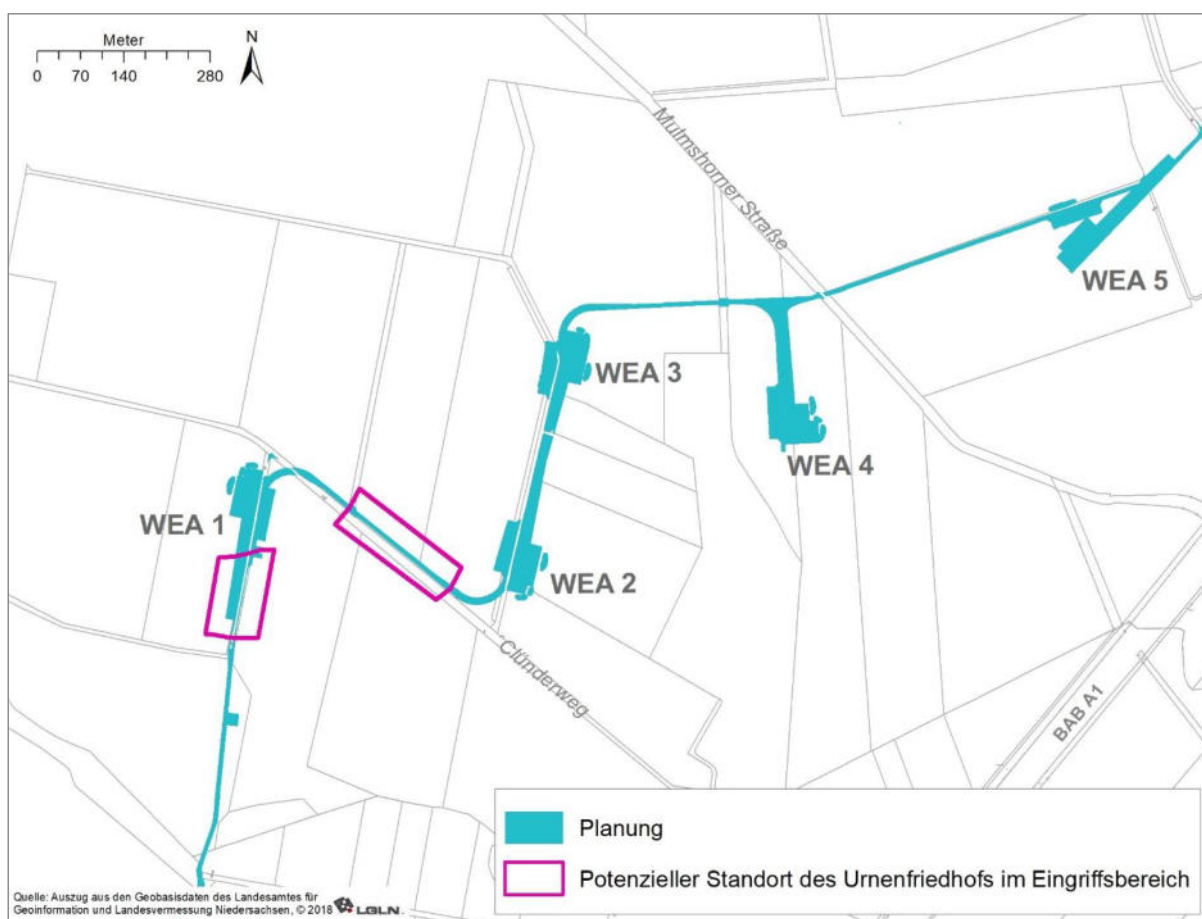 Meter
0 70 140 280
N
Mulmshorner Straße
WEA 5
WEA 3
WEA 4
WEA 1
WEA 2
Clünderweg
BAB A1
Planung
Potenzieller Standort des Urnenfriedhofs im Eingriffsbereich
Quelle: Auszug aus den Geobasisdaten des Landesamtes für
Geoinformation und Landesvermessung Niedersachsen, © 2018 LGLN